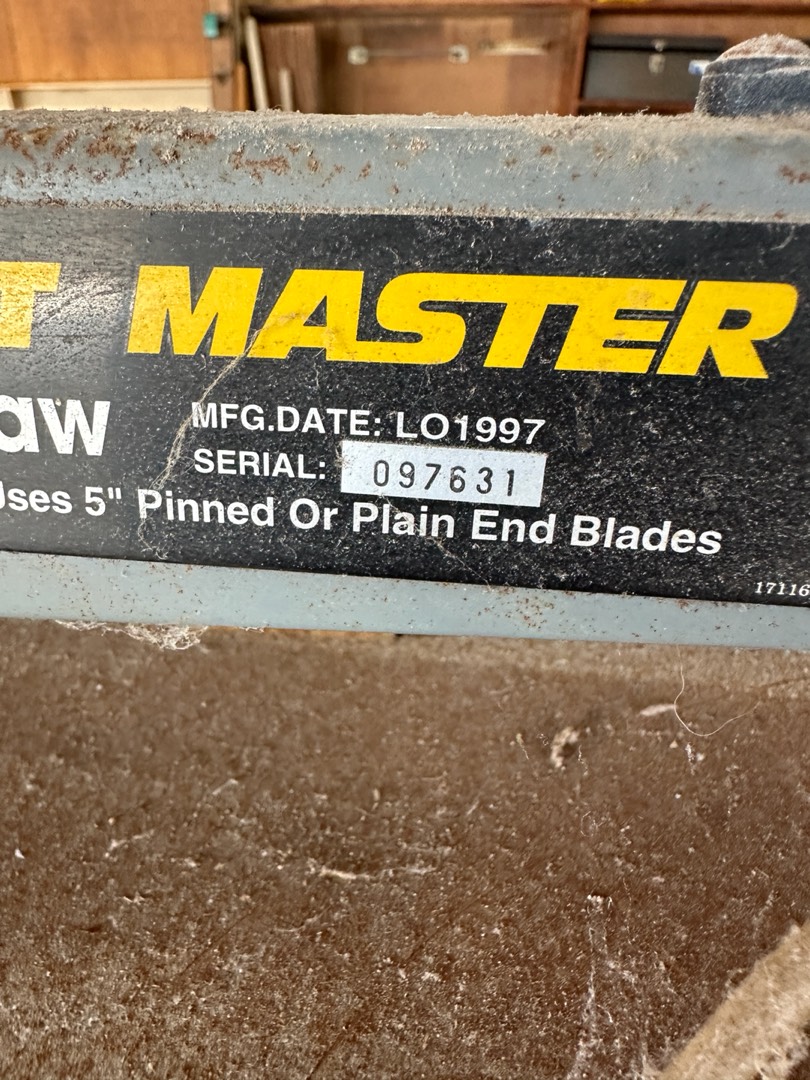 T MASTER
aw
MFG.DATE: LO1997
SERIAL: 097631
Uses 5" Pinned Or Plain End Blades
17116